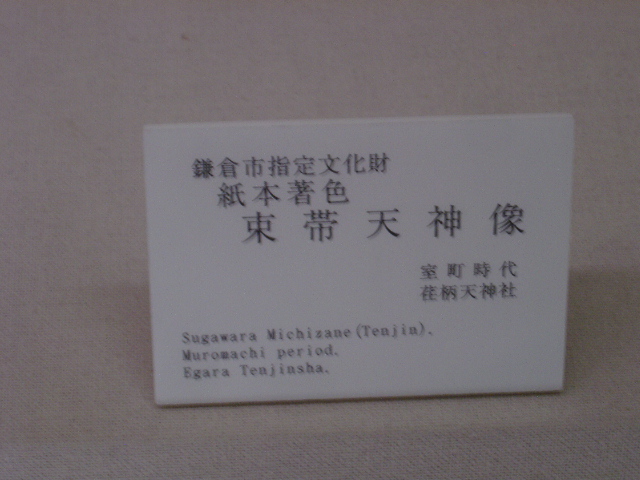 鎌倉市指定文化財
紙本著色
束帯天神像
室町時代
荏柄天神社
Sugawara Michizane(Tenjin).
Muromachi period.
Egara Tenjinsha.